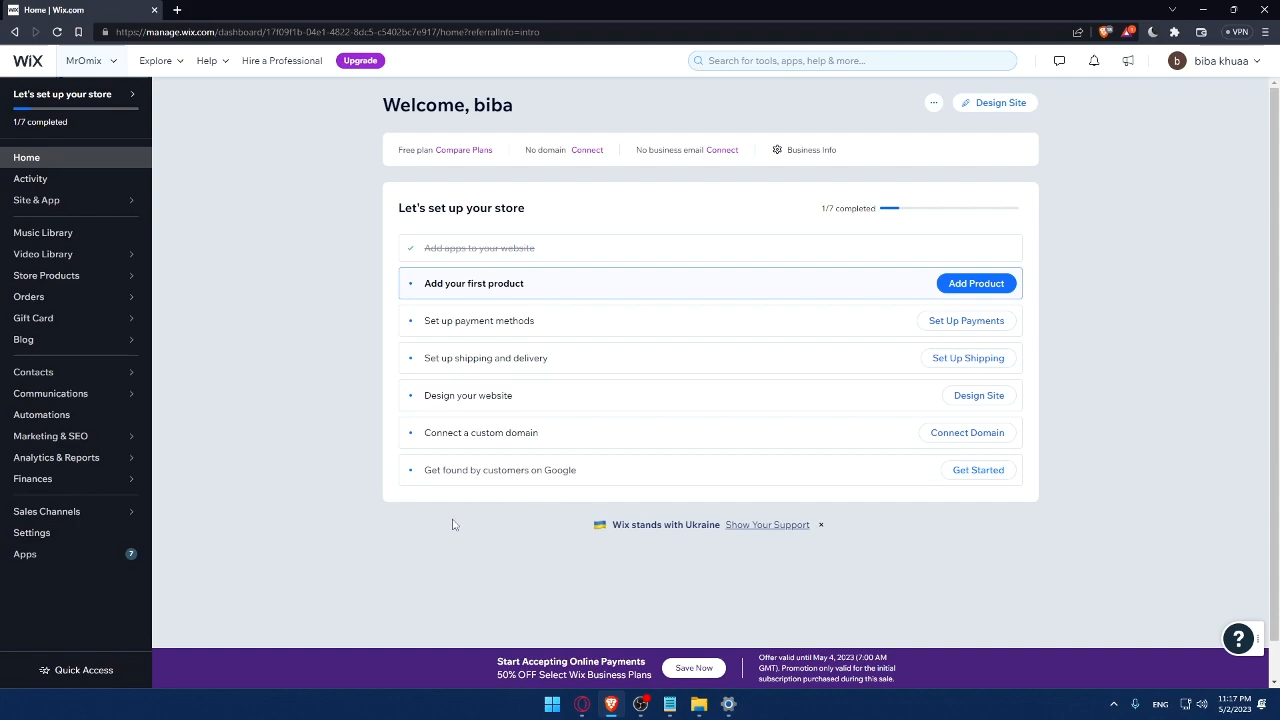 Home | Wix.com
https://manage.wix.com/dashboard/17f09f1b-04e1-4822-8dc5-c5402bc7e917/home?referralInfo=intro
VPN
WiX
MrOmix
Explore
Help
Hire a Professional
Upgrade
Search for tools, apps, help & more...
b
biba khuaa
Let's set up your store
1/7 completed
Home
Activity
Site & App
Music Library
Video Library
Store Products
Orders
Gift Card
Blog
Contacts
Communications
Automations
Marketing & SEO
Analytics & Reports
Finances
Sales Channels
Settings
Apps
7
Quick Access
Welcome, biba
...
Design Site
Free plan Compare Plans
No domain Connect
No business email Connect
Business Info
Let's set up your store
1/7 completed
Add apps to your website
Add your first product
Add Product
Set up payment methods
Set Up Payments
Set up shipping and delivery
Set Up Shipping
Design your website
Design Site
Connect a custom domain
Connect Domain
Get found by customers on Google
Get Started
Wix stands with Ukraine Show Your Support
?
Start Accepting Online Payments
50% OFF Select Wix Business Plans
Save Now
Offer valid until May 4, 2023 (7:00 AM
GMT). Promotion only valid for the initial
subscription purchased during this sale.
ENG
11:17 PM
5/2/2023